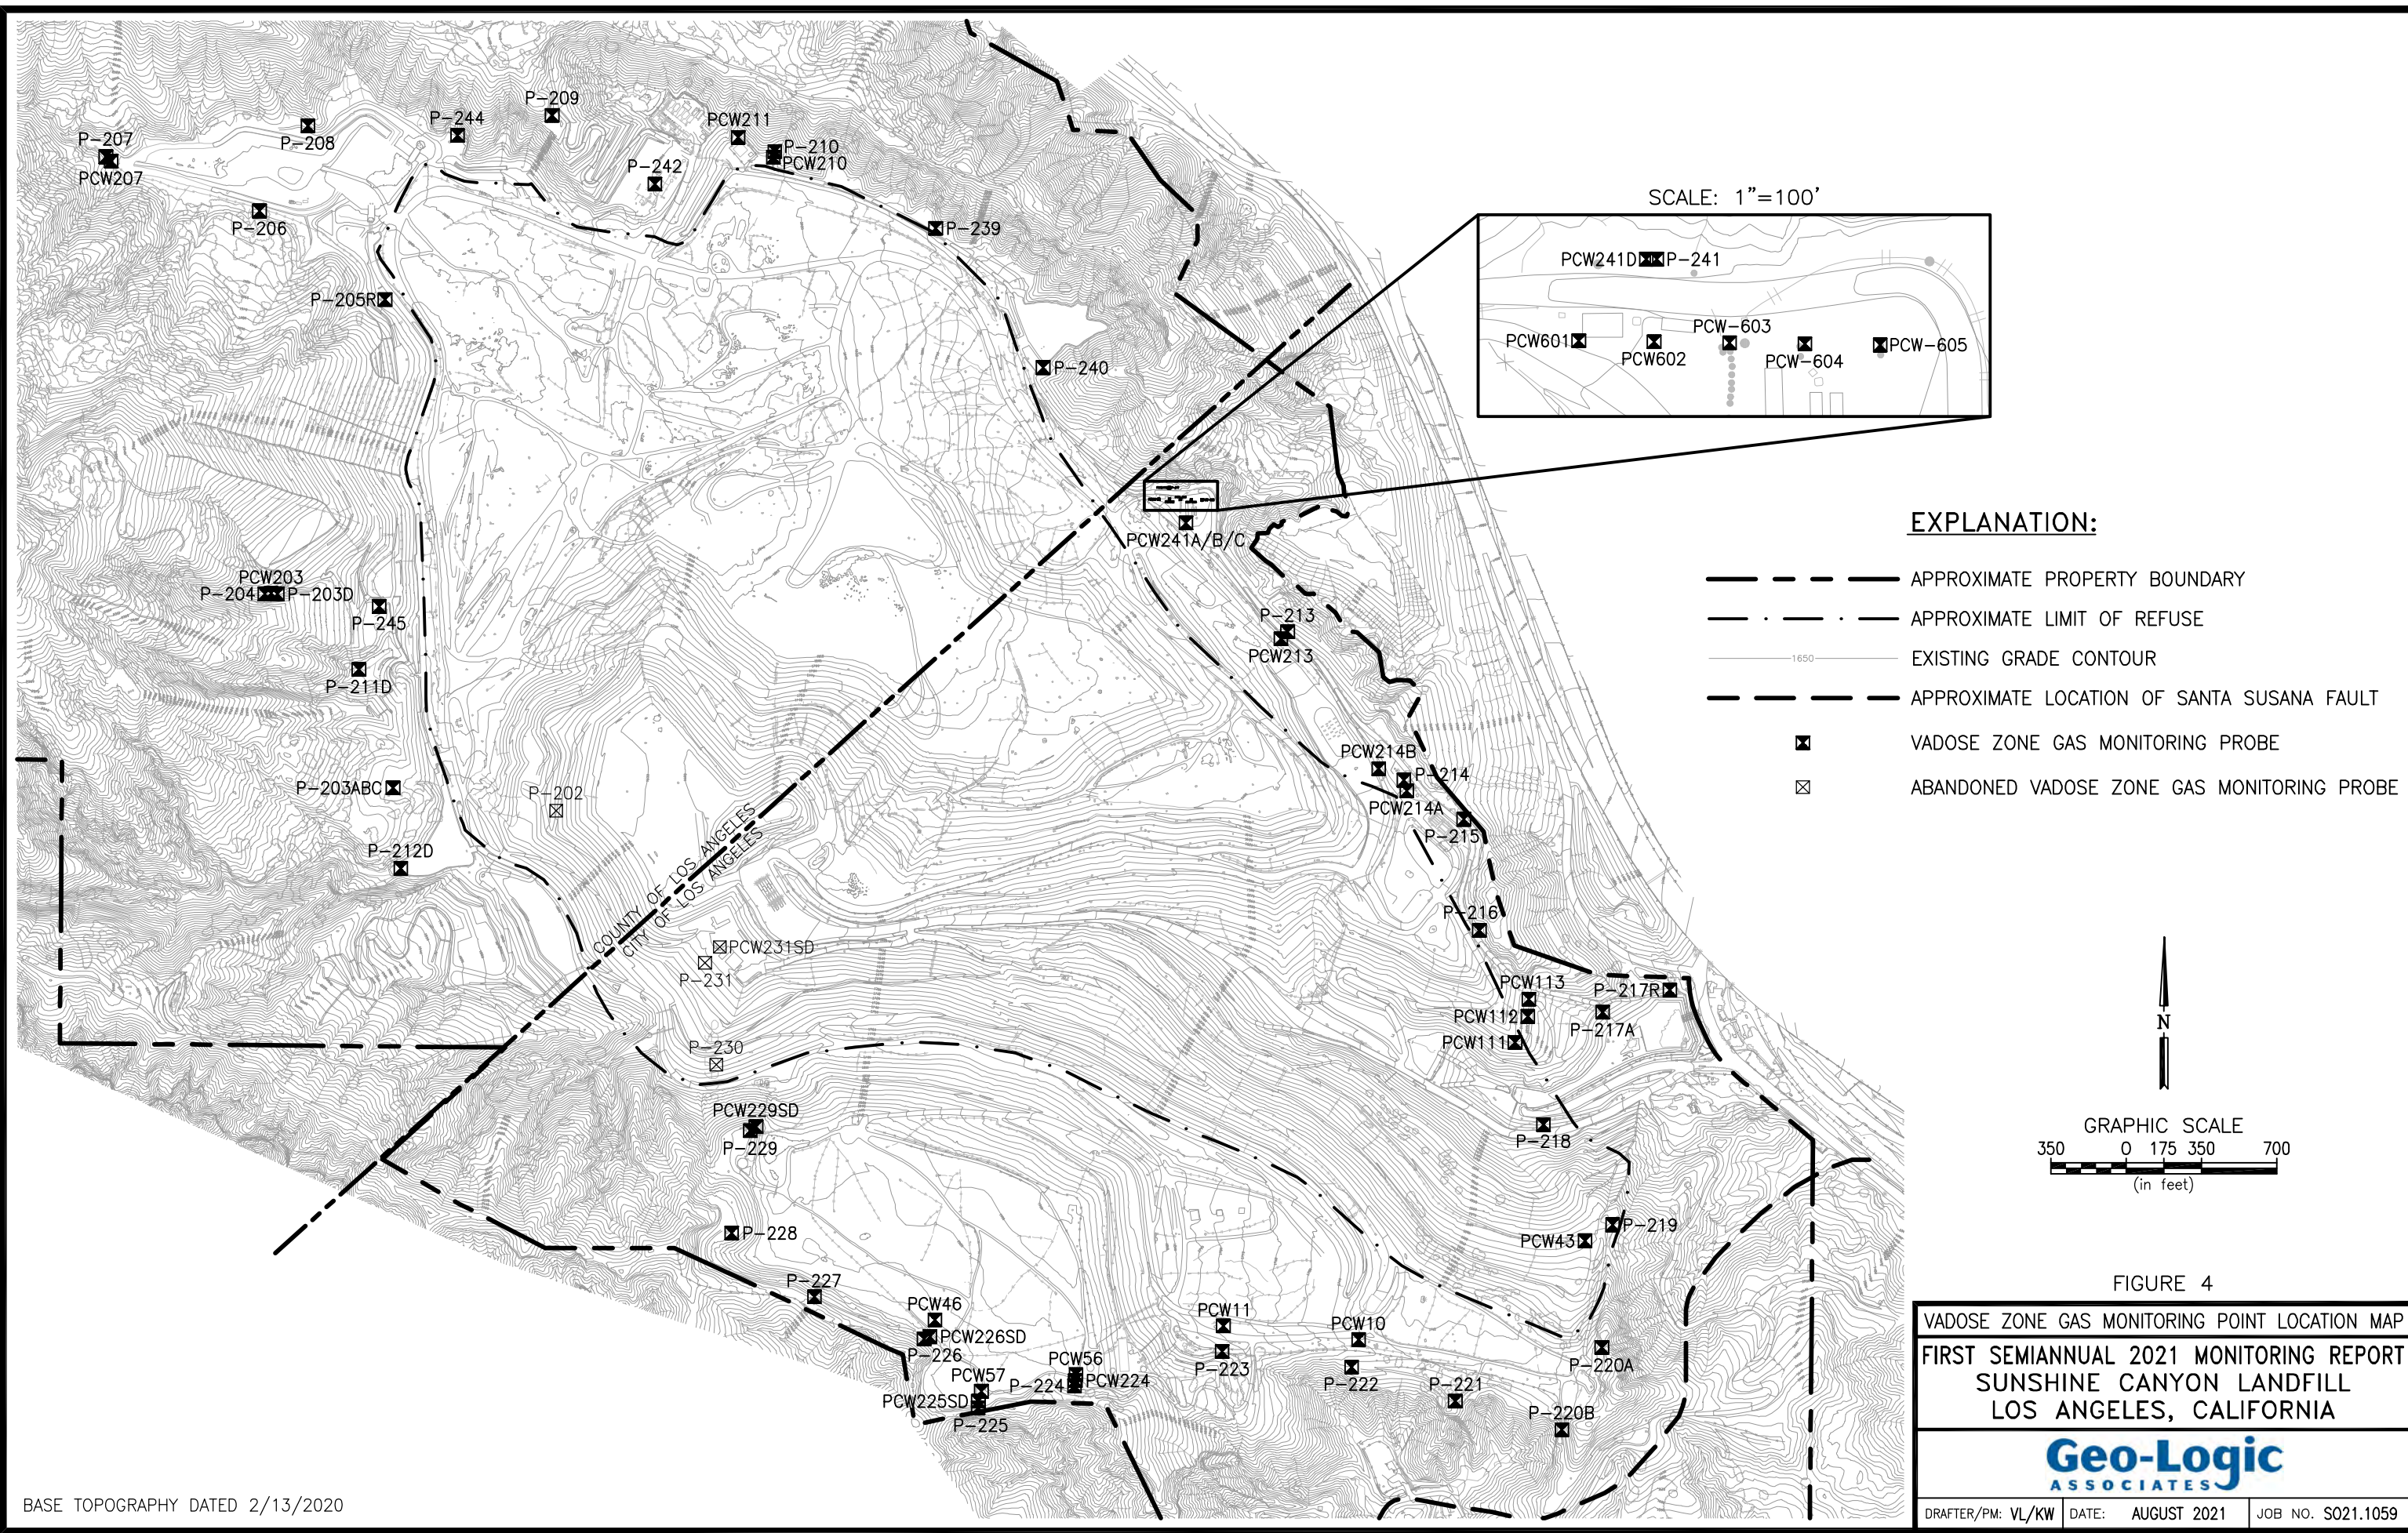 P-209
P-244
PCW211
P-207
P-208
P-210
PCW210
P-242
PCW207
P-206
P-239
P-205R
P-240
SCALE: 1"=100'
PCW241D
P-241
PCW601
PCW602
PCW-603
PCW-604
PCW-605
PCW241A/B/C
PCW203
P-204
P-203D
P-245
P-211D
P-213
PCW213
P-203ABC
P-202
P-212D
PCW214B
P-214
PCW214A
P-215
COUNTY OF LOS ANGELES
CITY OF LOS ANGELES
P-216
PCW231SD
P-231
PCW113
P-217R
PCW112
P-217A
PCW111
P-230
PCW229SD
P-229
P-218
P-228
P-219
PCW43
P-227
PCW46
PCW226SD
P-226
PCW11
PCW10
P-223
P-222
P-220A
PCW56
PCW57
P-224
PCW224
PCW225SD
P-225
P-221
P-220B
EXPLANATION:
APPROXIMATE PROPERTY BOUNDARY
APPROXIMATE LIMIT OF REFUSE
1650
EXISTING GRADE CONTOUR
APPROXIMATE LOCATION OF SANTA SUSANA FAULT
VADOSE ZONE GAS MONITORING PROBE
ABANDONED VADOSE ZONE GAS MONITORING PROBE
N
GRAPHIC SCALE
350 0 175 350 700
(in feet)
FIGURE 4
VADOSE ZONE GAS MONITORING POINT LOCATION MAP
FIRST SEMIANNUAL 2021 MONITORING REPORT
SUNSHINE CANYON LANDFILL
LOS ANGELES, CALIFORNIA
Geo-Logic
ASSOCIATES
DRAFTER/PM: VL/KW DATE: AUGUST 2021 JOB NO. SO21.1059
BASE TOPOGRAPHY DATED 2/13/2020